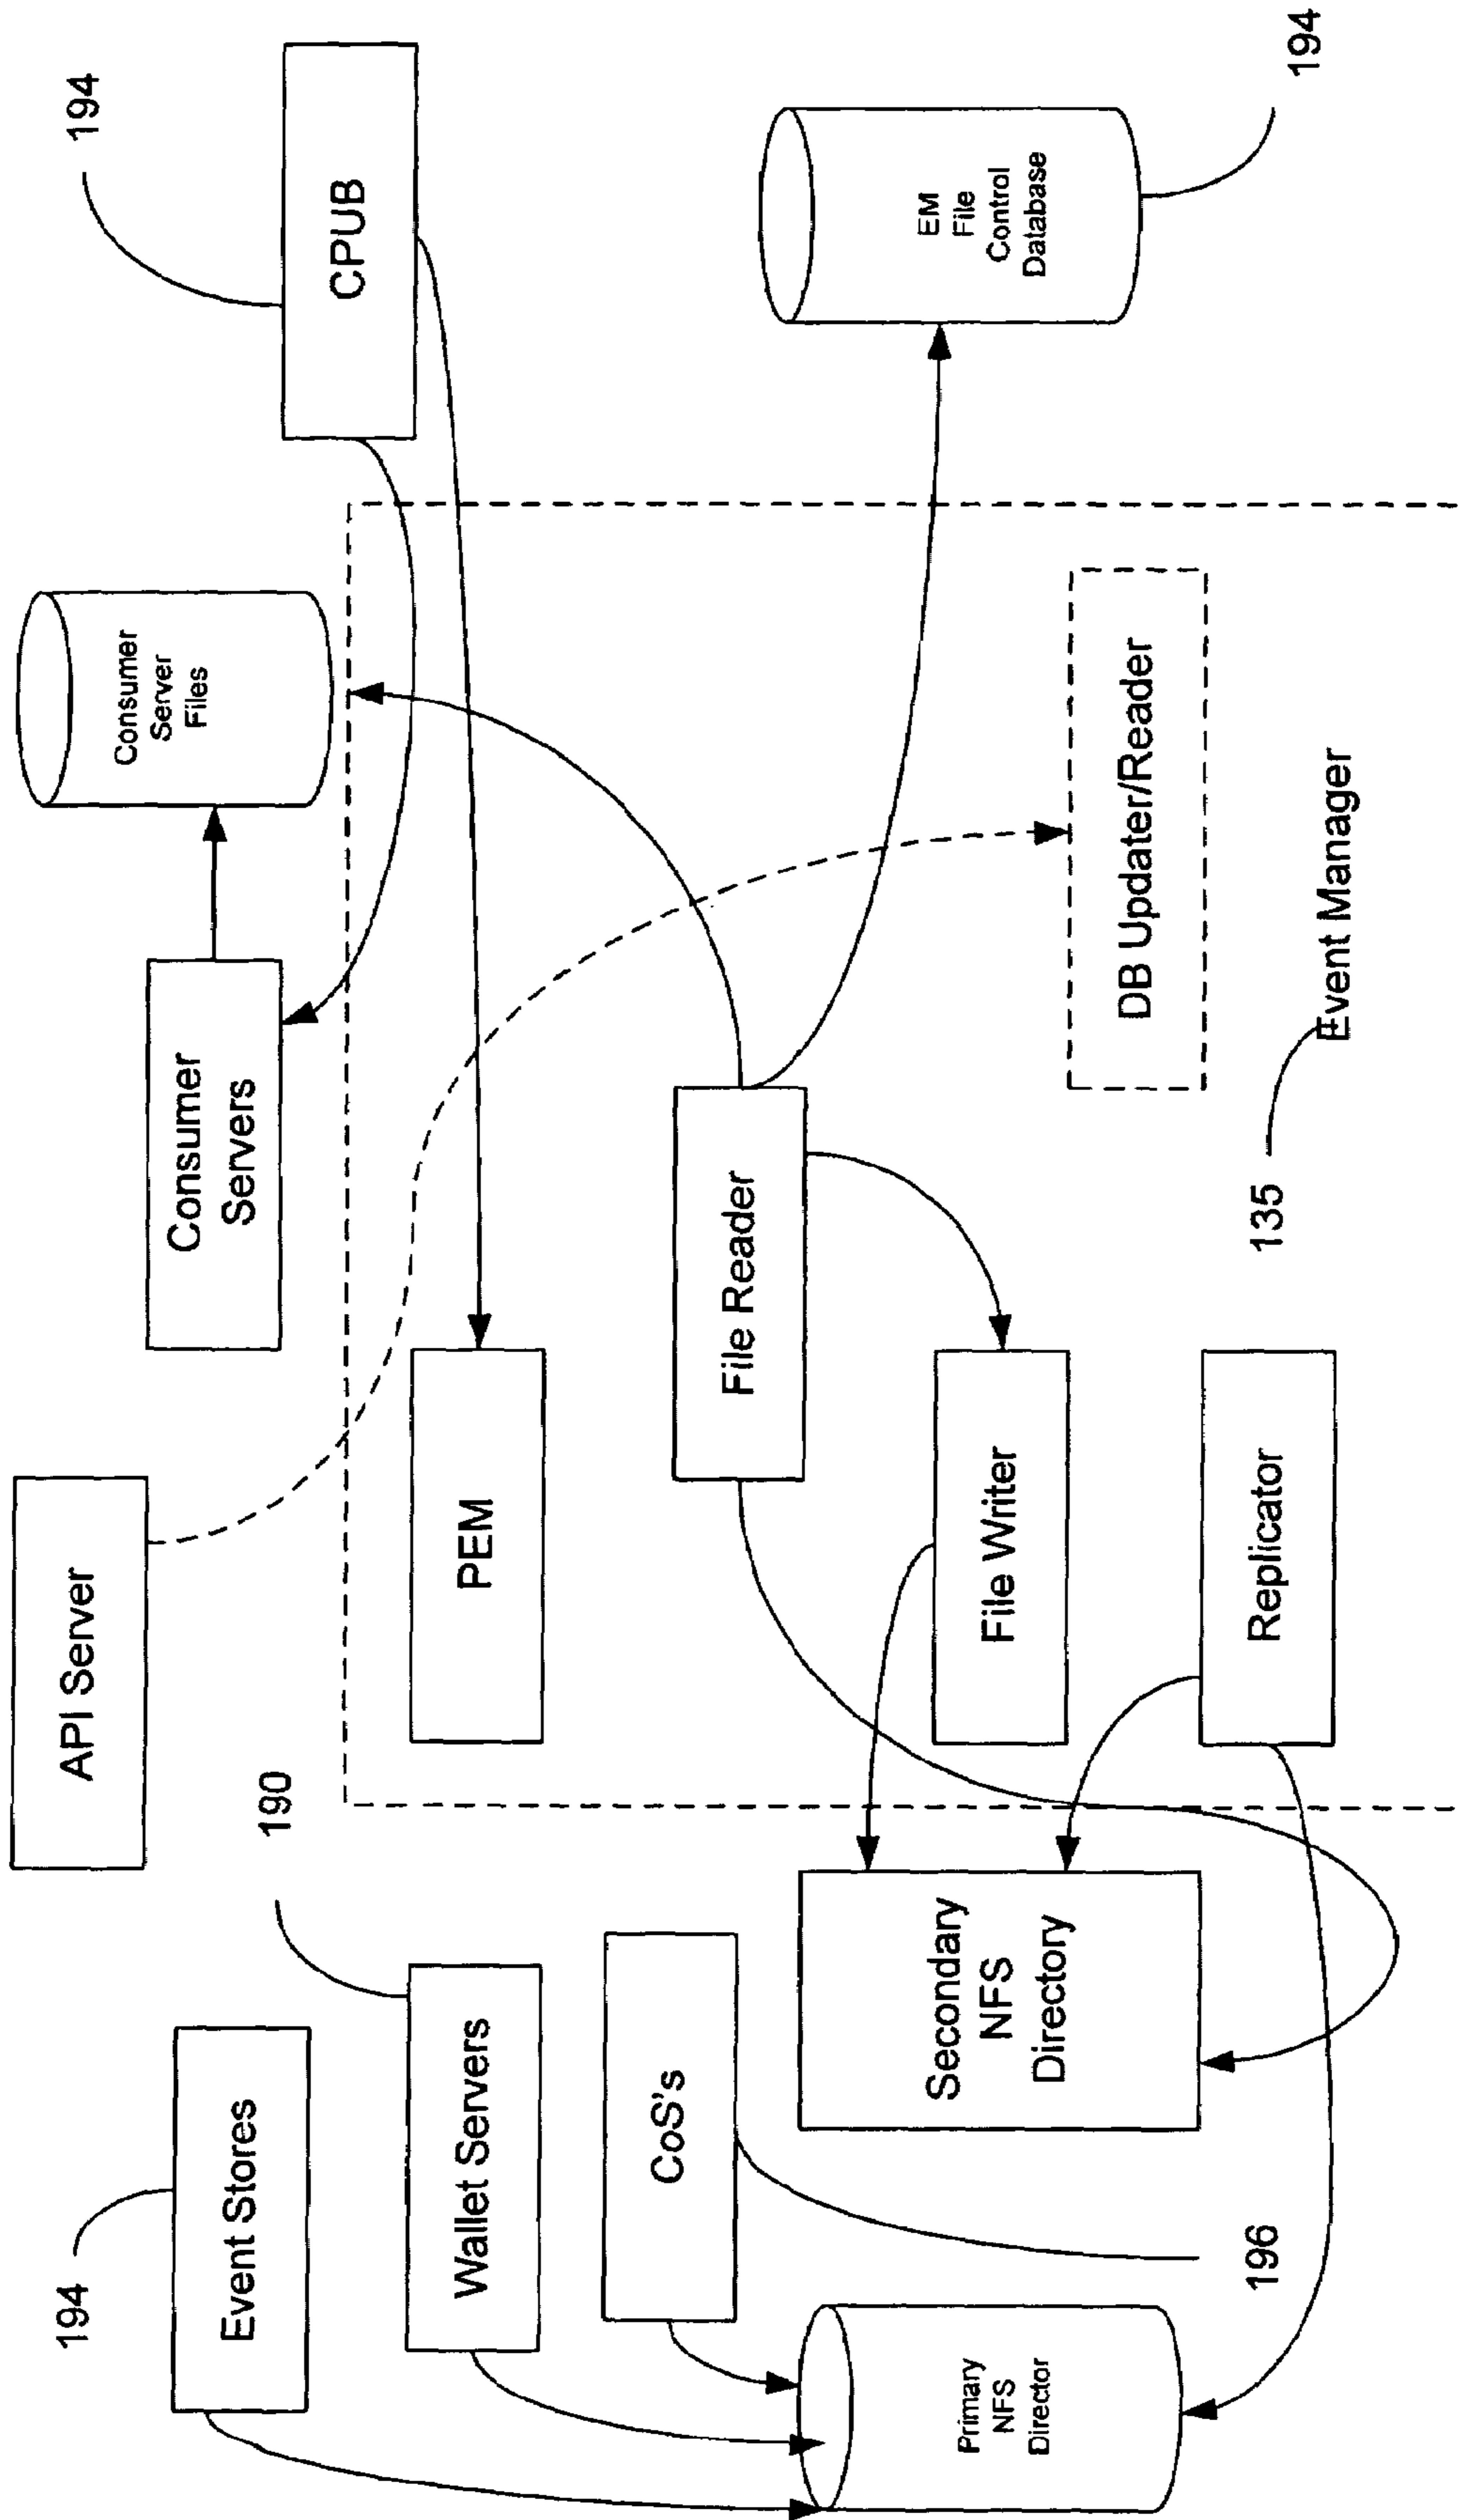 194
Event Stores
190
Wallet Servers
CoS's
Primary
NFS
Director
196
Secondary
NFS
Directory
API Server
PEM
File Reader
File Writer
Replicator
Consumer
Servers
135
Event Manager
DB Updater/Reader
Consumer
Server
Files
194
CPUB
EM
File
Control
Database
194